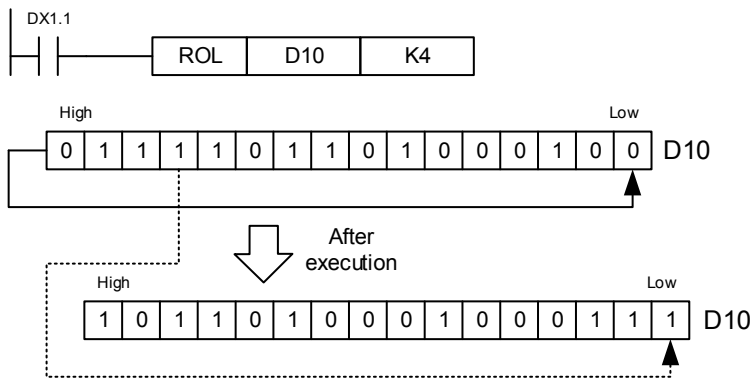 DX1.1
ROL D10 K4
High Low
0 1 1 1 1 0 1 1 0 1 0 0 0 1 0 0 D10
After
execution
High Low
1 0 1 1 0 1 0 0 0 1 0 0 0 1 1 1 D10